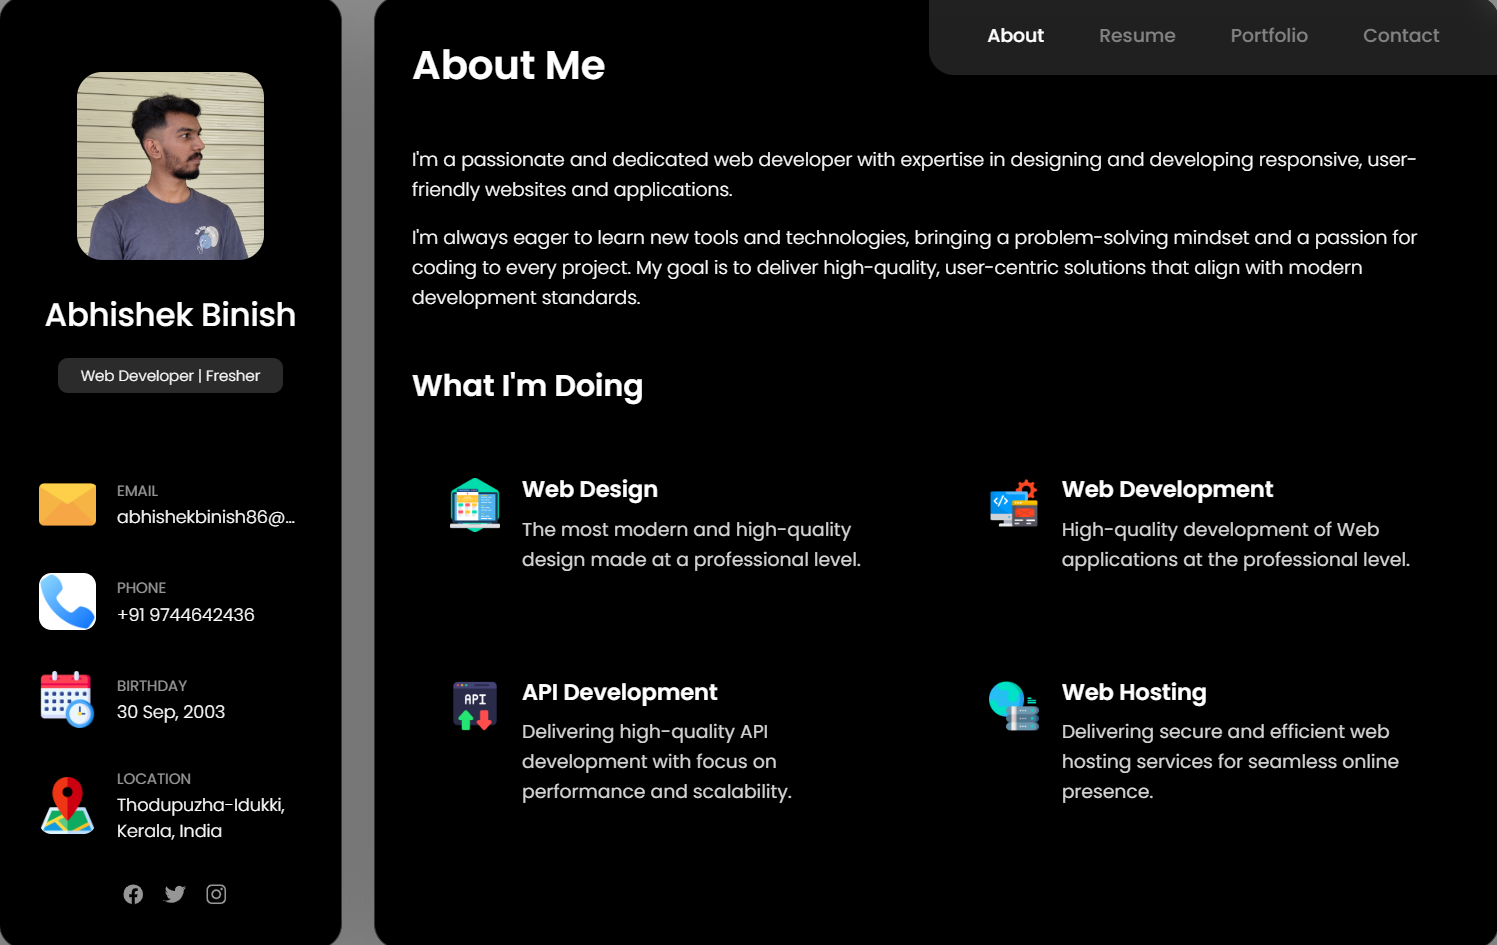 Abhishek Binish
Web Developer | Fresher
EMAIL
abhishekbinish86@...
PHONE
+91 9744642436
BIRTHDAY
30 Sep, 2003
LOCATION
Thodupuzha-Idukki,
Kerala, India
About Resume Portfolio Contact
About Me
I'm a passionate and dedicated web developer with expertise in designing and developing responsive, user-
friendly websites and applications.
I'm always eager to learn new tools and technologies, bringing a problem-solving mindset and a passion for
coding to every project. My goal is to deliver high-quality, user-centric solutions that align with modern
development standards.
What I'm Doing
Web Design
The most modern and high-quality
design made at a professional level.
Web Development
High-quality development of Web
applications at the professional level.
API
API Development
Delivering high-quality API
development with focus on
performance and scalability.
Web Hosting
Delivering secure and efficient web
hosting services for seamless online
presence.